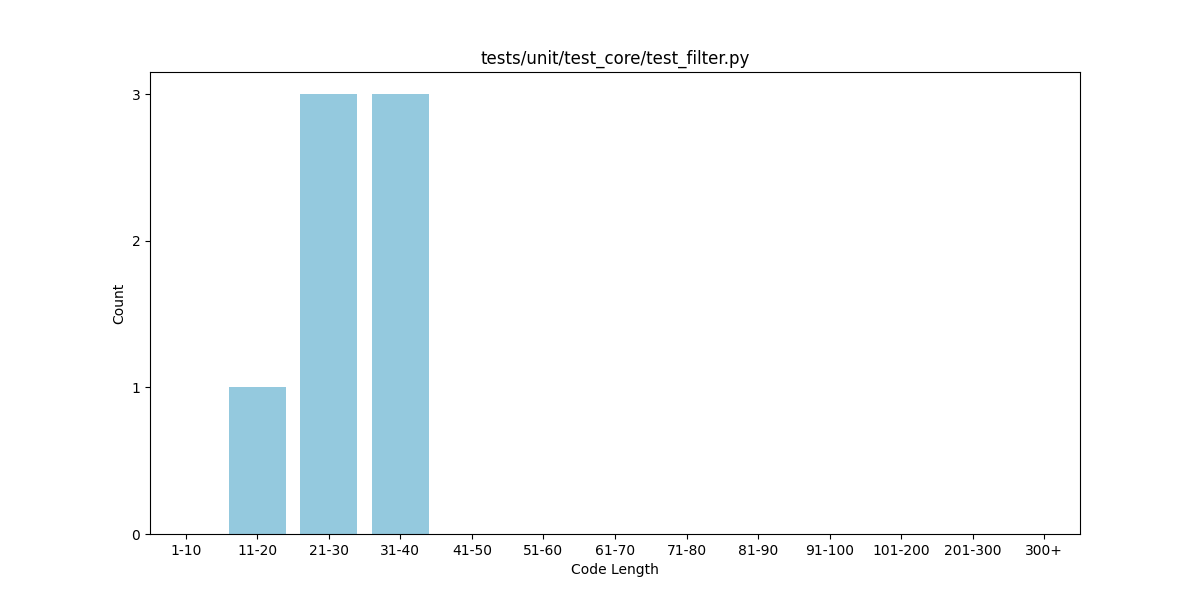 tests/unit/test_core/test_filter.py
3
2
1
0
Count
1-10 11-20 21-30 31-40 41-50 51-60 61-70 71-80 81-90 91-100 101-200 201-300 300+
Code Length